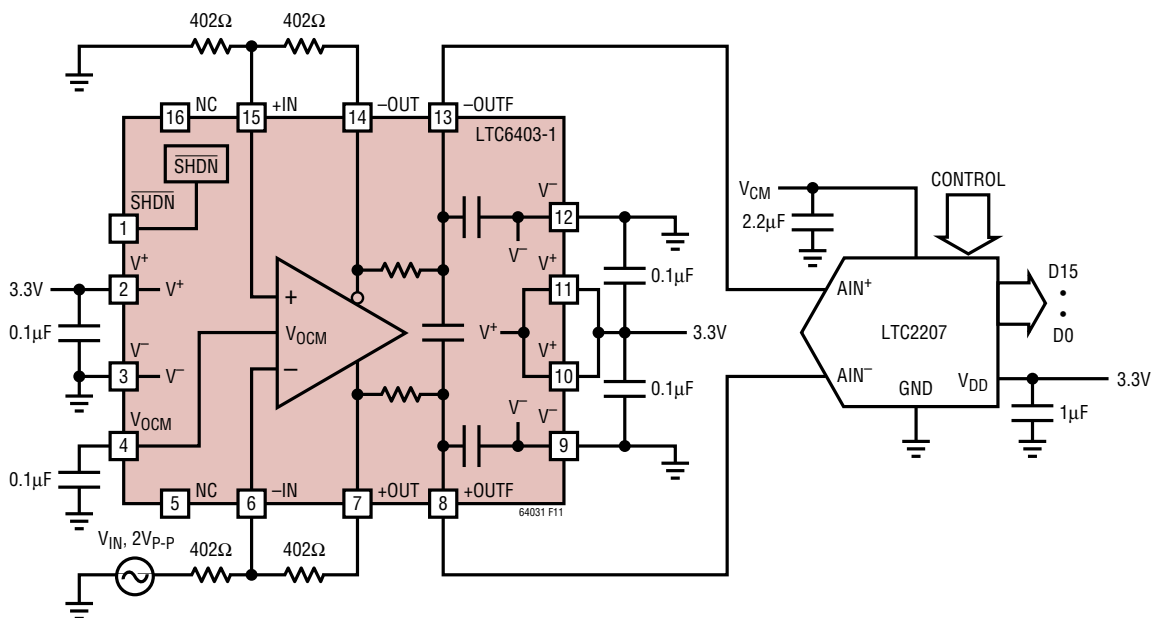 402Ω 402Ω
16 NC 15 +IN 14 –OUT 13 –OUTF
LTC6403-1
SHDN
SHDN
1
V–
12
V–
V+
2 V+
3.3V
0.1µF
V–
3 V–
VOCM
4
0.1µF
+
VOCM
–
V+
11
V+
V+
10
0.1µF
3.3V
0.1µF
V–
V–
9
5 NC 6 –IN 7 +OUT 8 +OUTF
64031 F11
VIN, 2VP-P
402Ω 402Ω
VCM
2.2µF
CONTROL
AIN+
LTC2207
AIN–
GND VDD
D15
•
•
D0
3.3V
1µF